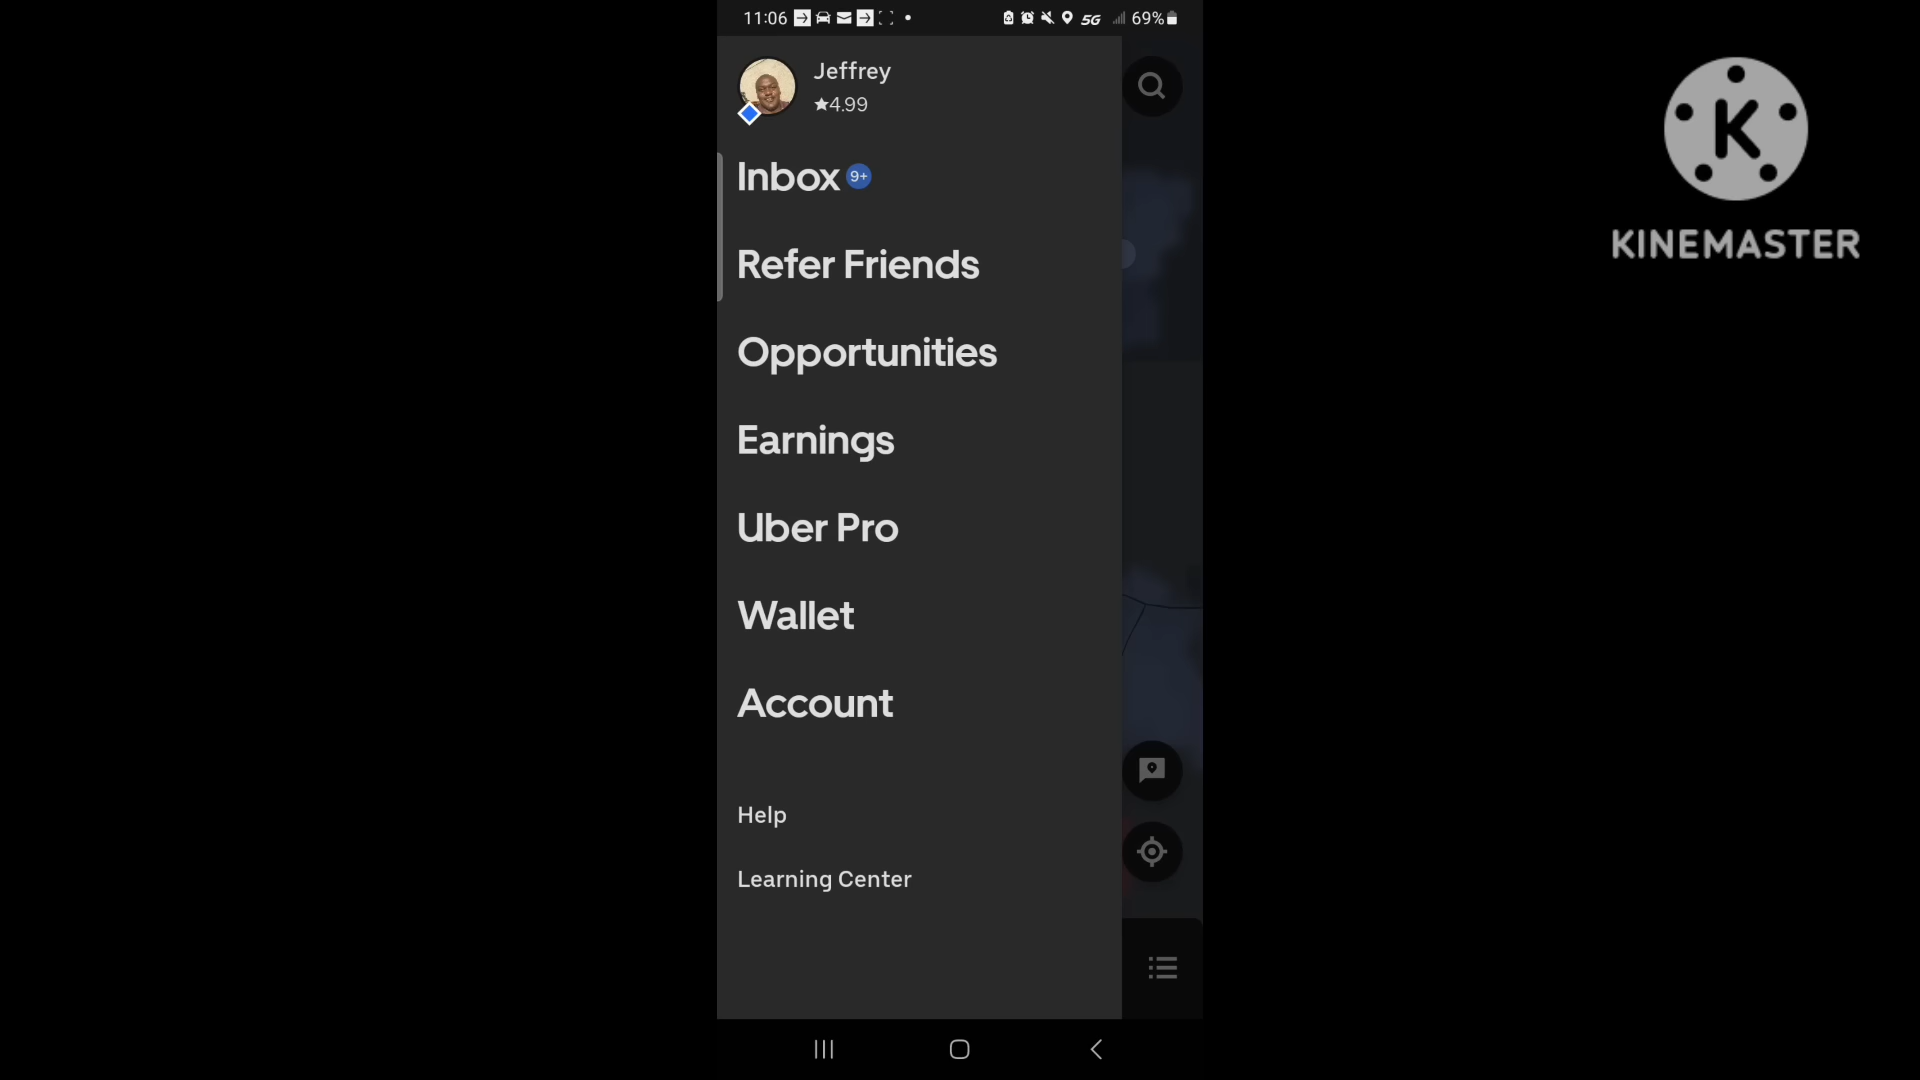 11:06
5G
69%
Jeffrey
★4.99
Inbox 9+
Refer Friends
Opportunities
Earnings
Uber Pro
Wallet
Account
Help
Learning Center
K
KINEMASTER